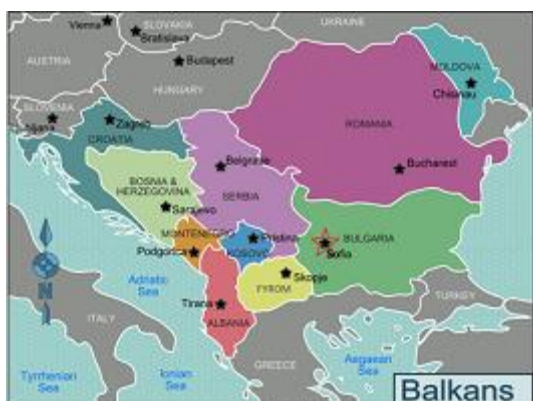 UKRAINE
Vienna
SLOVAKIA
Bratislava
AUSTRIA
Budapest
MOLDOVA
Chisinau
HUNGARY
SLOVENIA
Zagreb
ROMANIA
CROATIA
Belgrade
Bucharest
BOSNIA &
HERZEGOVINA
SERBIA
Sarajevo
MONTENEGRO
Pristina
BULGARIA
Podgorica
KOSOVO
Sofia
Adriatic
Sea
Skopje
FYROM
N
TURKEY
Tirana
ITALY
ALBANIA
Tyrrhenian
Sea
Ionian
Sea
GREECE
Aegaean
Sea
Balkans